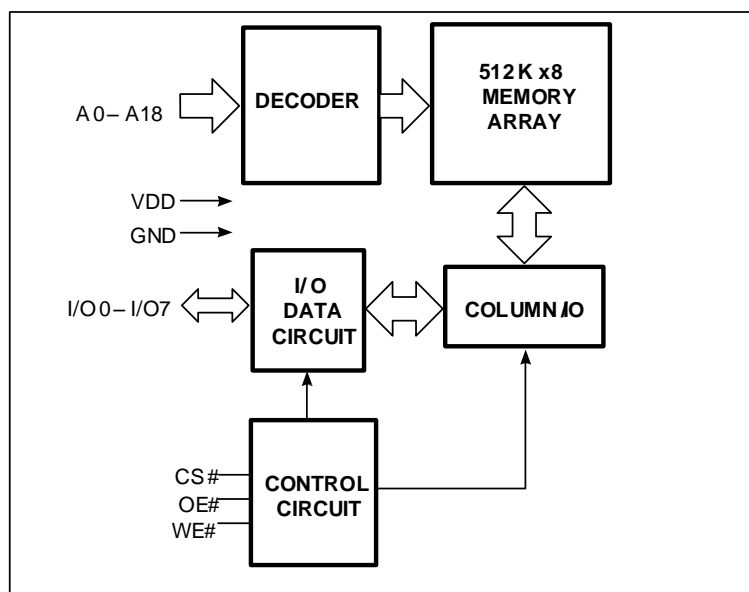 A0–A18
DECODER
512K x8
MEMORY
ARRAY
VDD
GND
I/O0–I/O7
I/O
DATA
CIRCUIT
COLUMN I/O
CS#
OE#
WE#
CONTROL
CIRCUIT